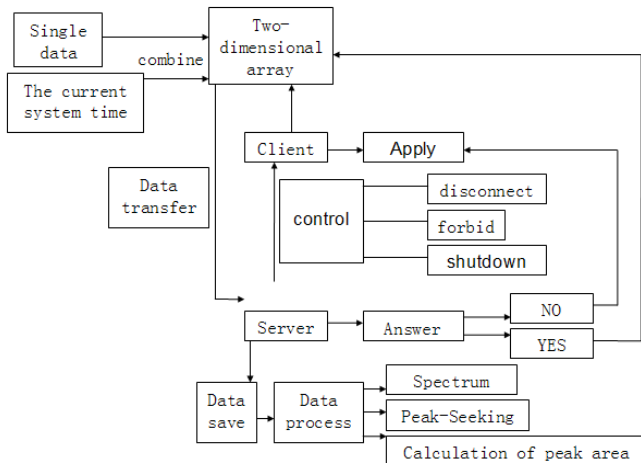 Single
data
combine
Two-
dimensional
array
The current
system time
Client
Apply
Data
transfer
control
disconnect
forbid
shutdown
Server
Answer
NO
YES
Data
save
Data
process
Spectrum
Peak-Seeking
Calculation of peak area